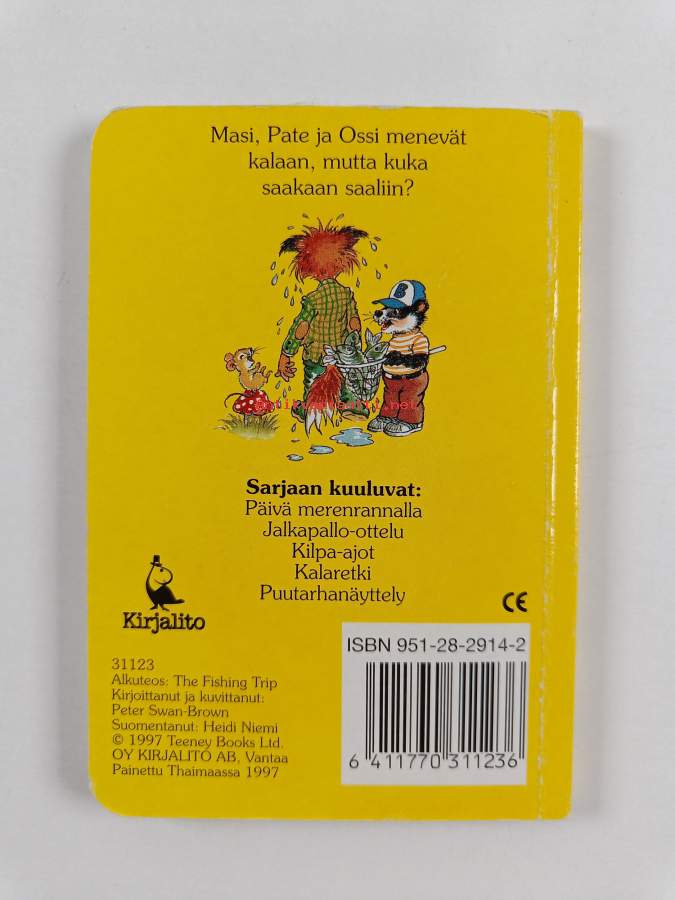 Masi, Pate ja Ossi menevät
kalaan, mutta kuka
saakaan saaliin?
B
Sarjaan kuuluvat:
Päivä merenrannalla
Jalkapallo-ottelu
Kilpa-ajot
Kalaretki
Puutarhanäyttely
CE
Kirjalito
ISBN 951-28-2914-2
31123
Alkuteos: The Fishing Trip
Kirjoittanut ja kuvittanut:
Peter Swan-Brown
Suomentanut: Heidi Niemi
© 1997 Teeney Books Ltd.
OY KIRJALITO AB, Vantaa
Painettu Thaimaassa 1997
6 411770 311236